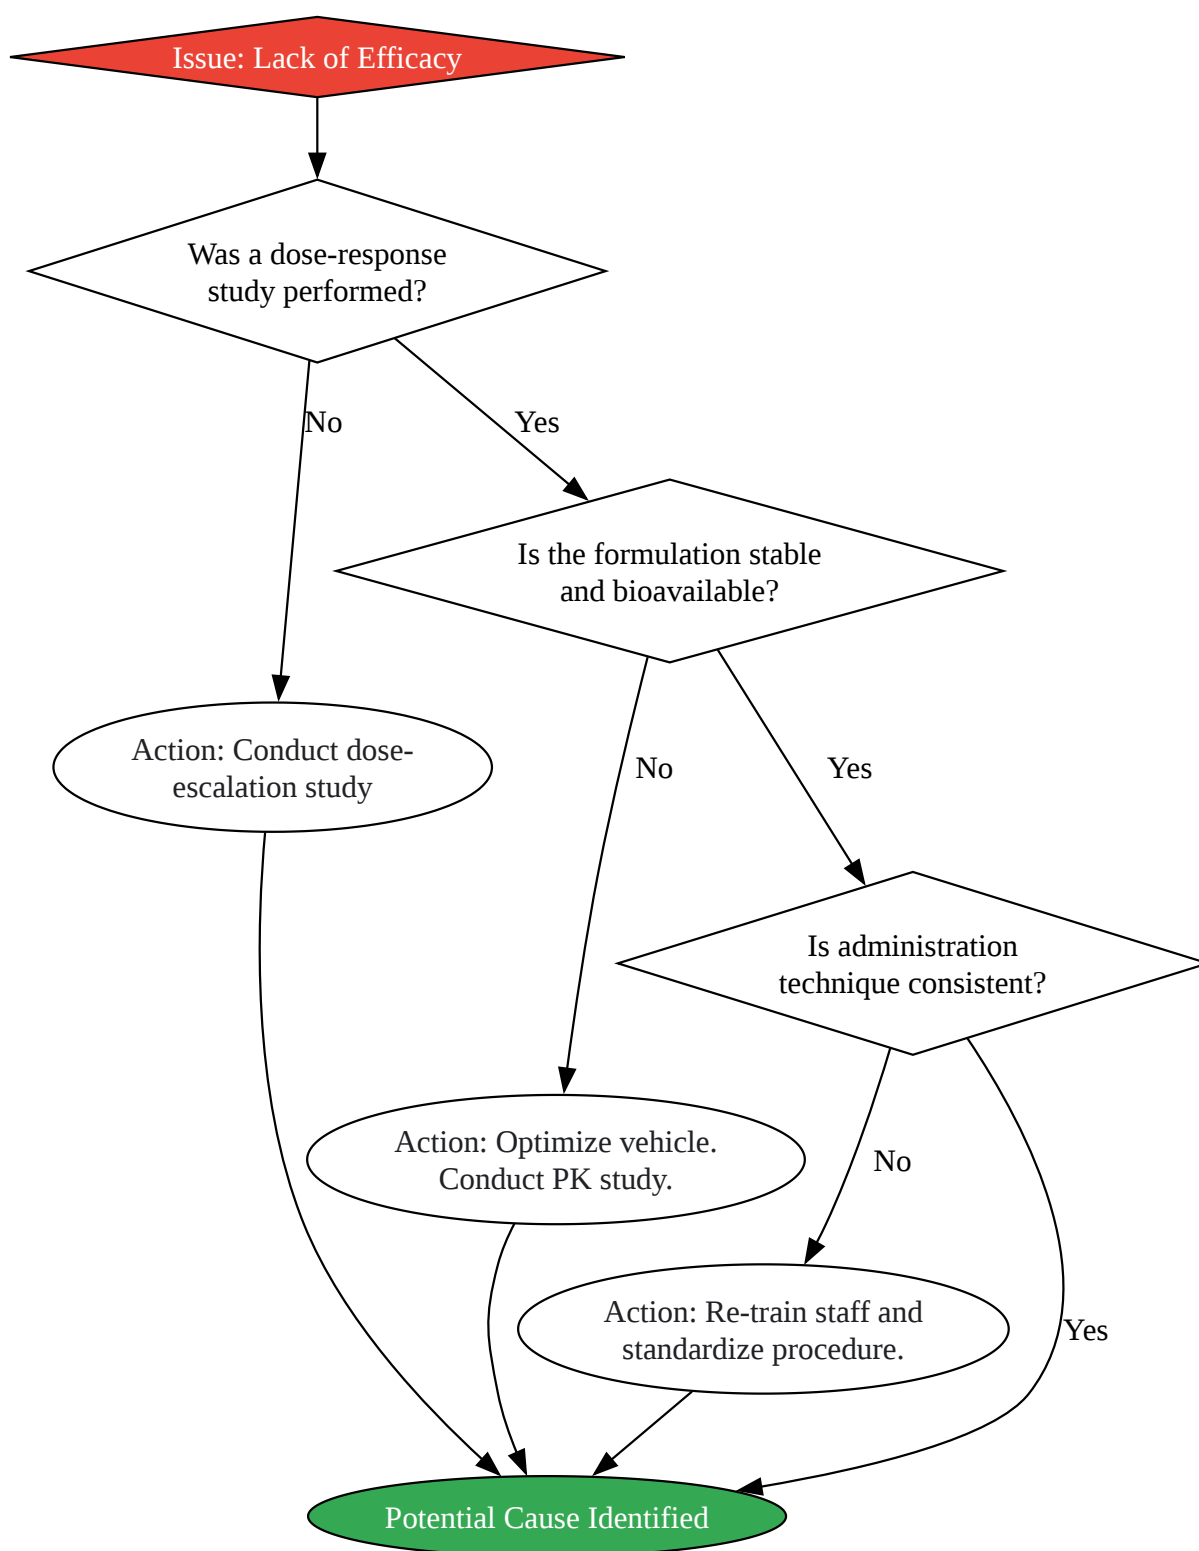 Issue: Lack of Efficacy
Was a dose-response
study performed?
No
Yes
Is the formulation stable
and bioavailable?
Action: Conduct dose-
escalation study
No
Yes
Is administration
technique consistent?
Action: Optimize vehicle.
Conduct PK study.
No
Action: Re-train staff and
standardize procedure.
Yes
Potential Cause Identified